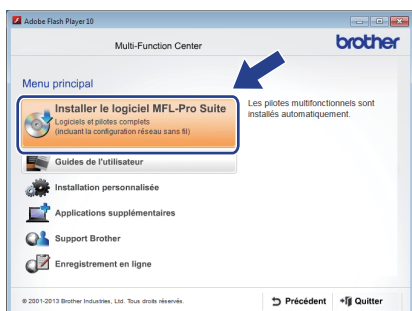 Adobe Flash Player 10
Multi-Function Center
brother
Menu principal
Installer le logiciel MFL-Pro Suite
Logiciels et pilotes complets
(incluant la configuration réseau sans fil)
Les pilotes multifonctionnels sont
installés automatiquement.
Guides de l'utilisateur
Installation personnalisée
Applications supplémentaires
Support Brother
Enregistrement en ligne
© 2001-2013 Brother Industries, Ltd. Tous droits réservés.
Précédent
Quitter